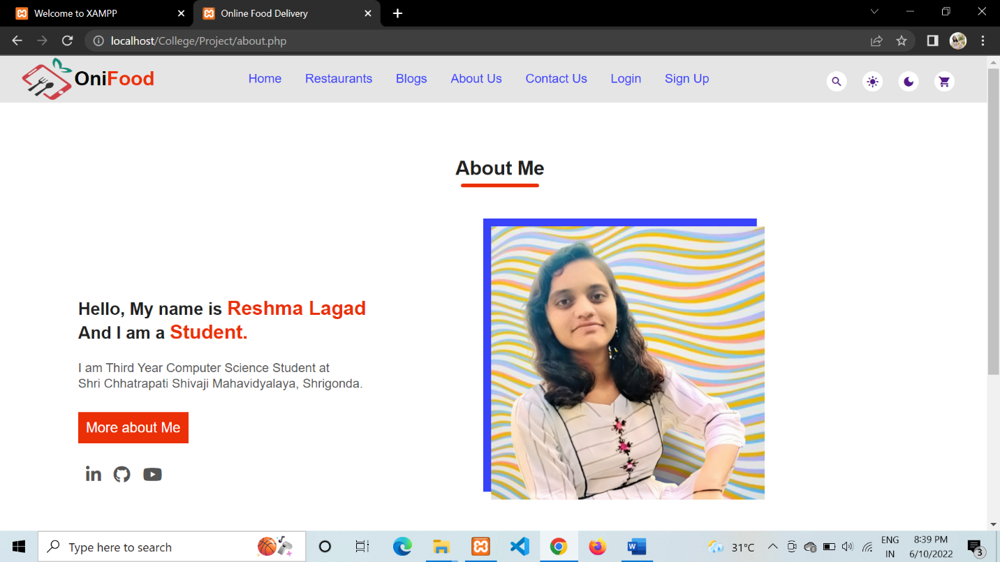 Welcome to XAMPP
Online Food Delivery
localhost/College/Project/about.php
OniFood
Home Restaurants Blogs About Us Contact Us Login Sign Up
About Me
Hello, My name is Reshma Lagad
And I am a Student.
I am Third Year Computer Science Student at
Shri Chhatrapati Shivaji Mahavidyalaya, Shrigonda.
More about Me
in
Type here to search
31°C
ENG
IN
8:39 PM
6/10/2022
3